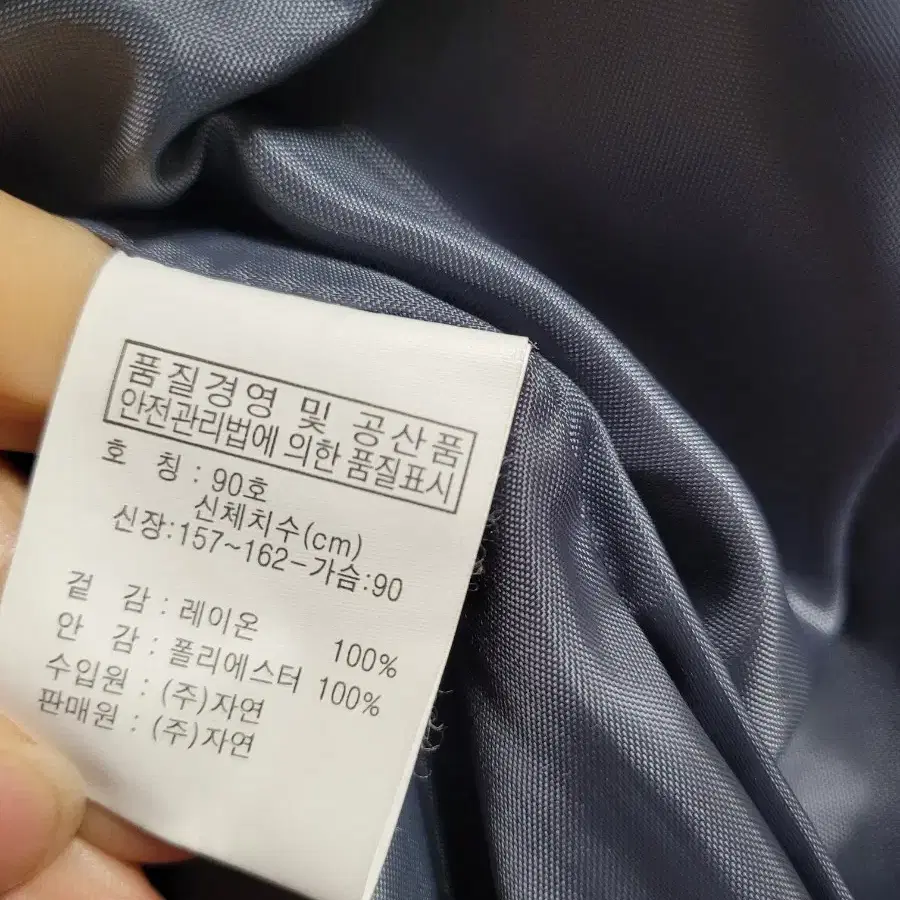 품질경영 및 공산품
안전관리법에 의한 품질표시
호 칭 : 90호
신체치수(cm)
신장:157~162-가슴:90
겉 감 : 레이온 100%
안 감 : 폴리에스터 100%
수입원 : (주)자연
판매원 : (주)자연